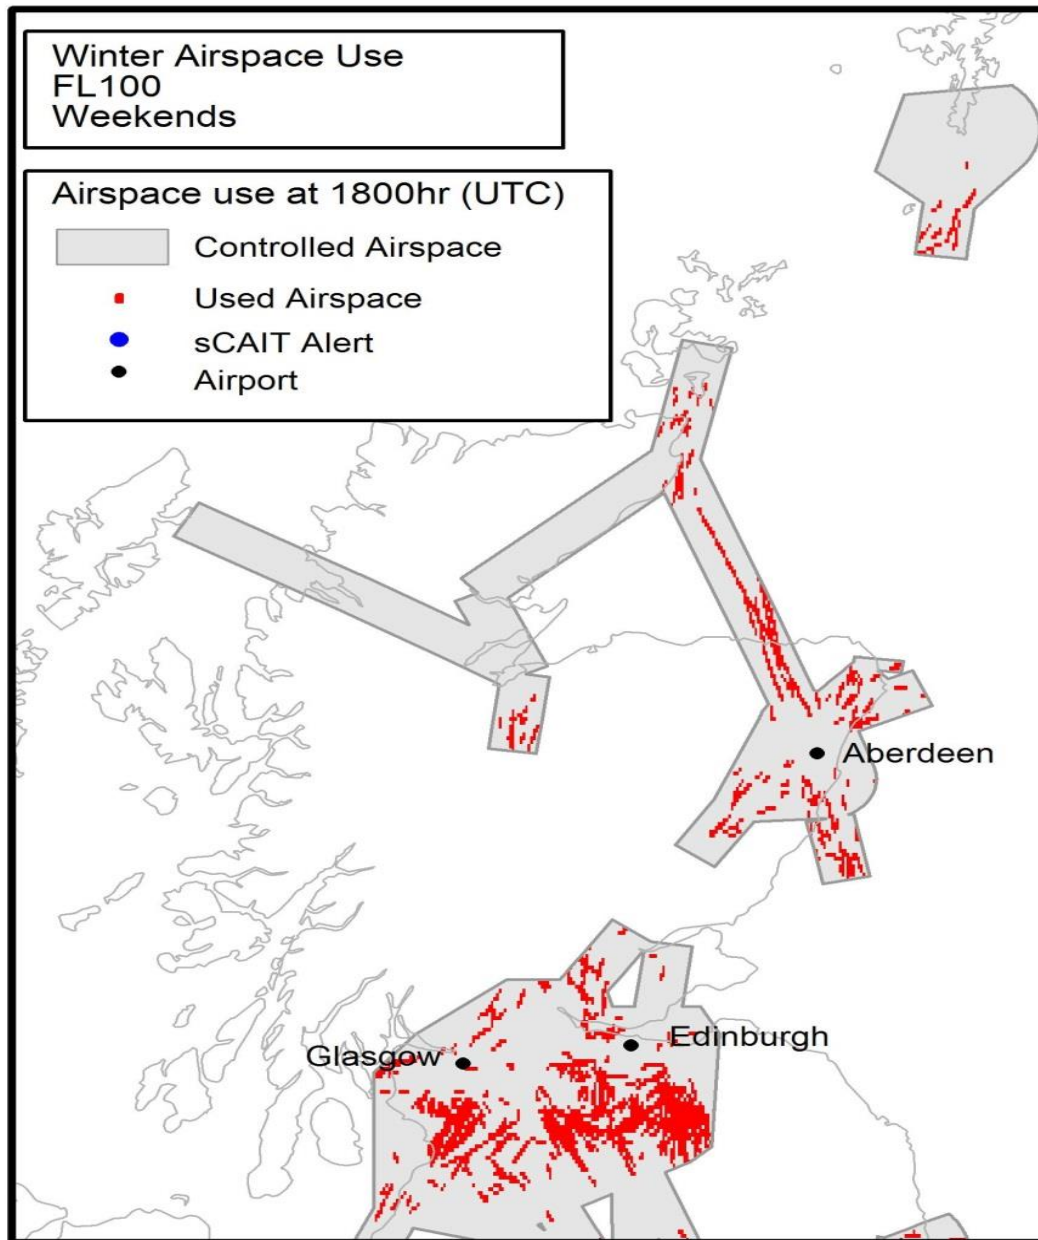 Winter Airspace Use
FL100
Weekends
Airspace use at 1800hr (UTC)
Controlled Airspace
Used Airspace
sCAIT Alert
Airport
Aberdeen
Edinburgh
Glasgow